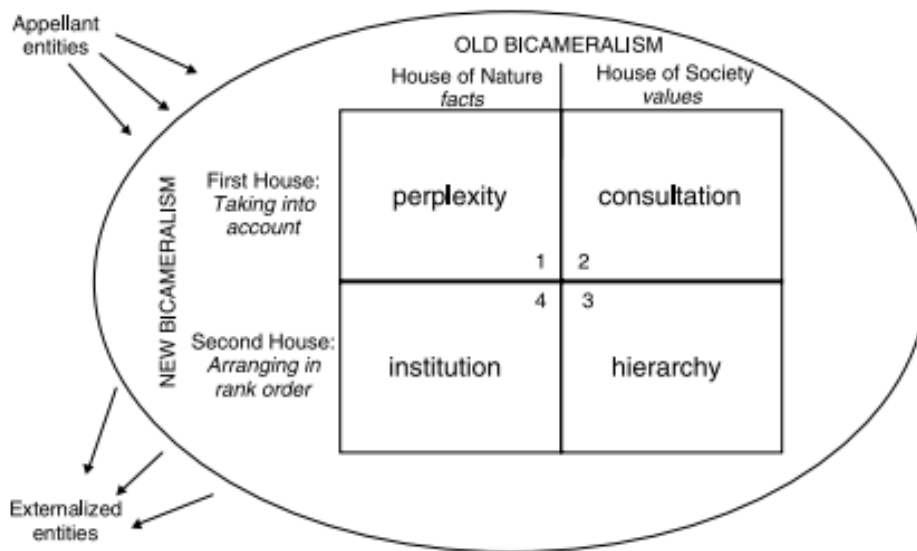 Appellant
entities
OLD BICAMERALISM
House of Nature
facts
House of Society
values
NEW BICAMERALISM
First House:
Taking into
account
perplexity
consultation
1
2
4
3
Second House:
Arranging in
rank order
institution
hierarchy
Externalized
entities